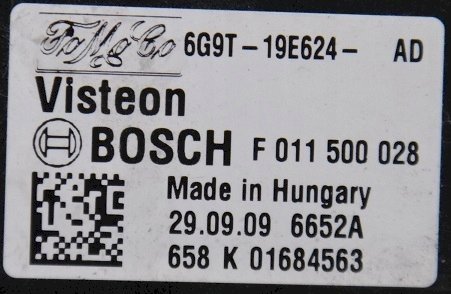 FoMoCo 6G9T-19E624- AD
Visteon
BOSCH F 011 500 028
Made in Hungary
29.09.09 6652A
658 K 01684563